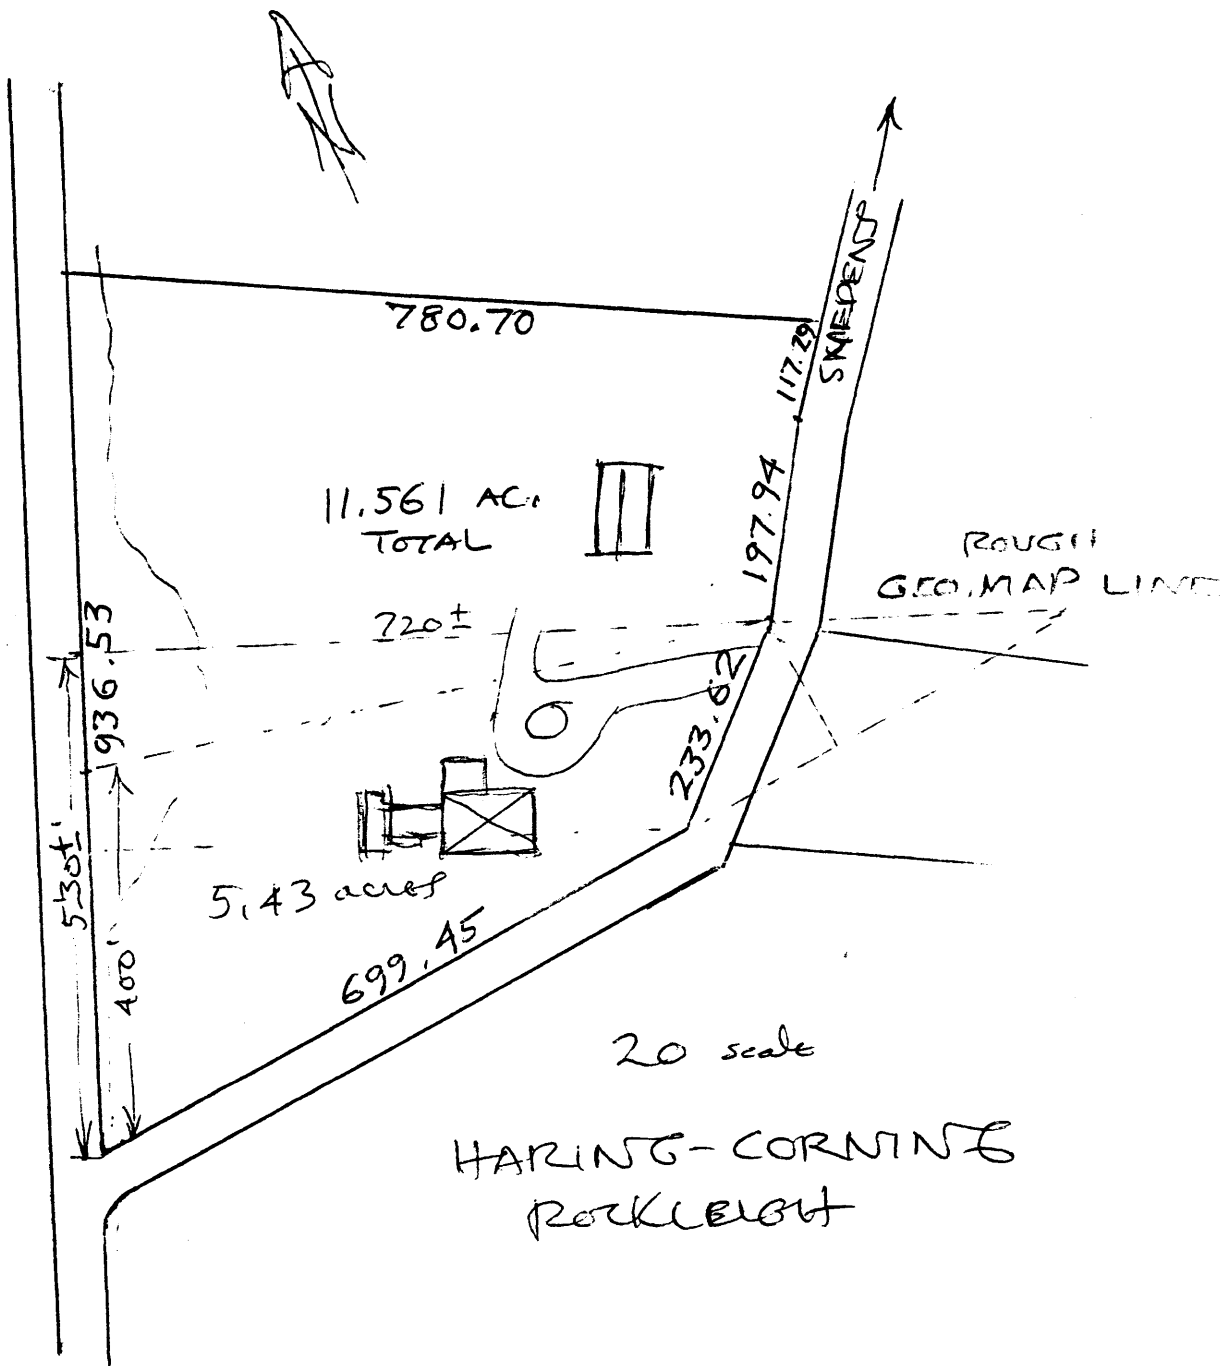 N
780.70
117.29
11.561 AC.
TOTAL
197.94
ROUGH
GEO. MAP LINE
720±
936.53
233.62
530±'
400'
5.43 acres
699.45
20 scale
HARING-CORNING
ROCKLEIGH